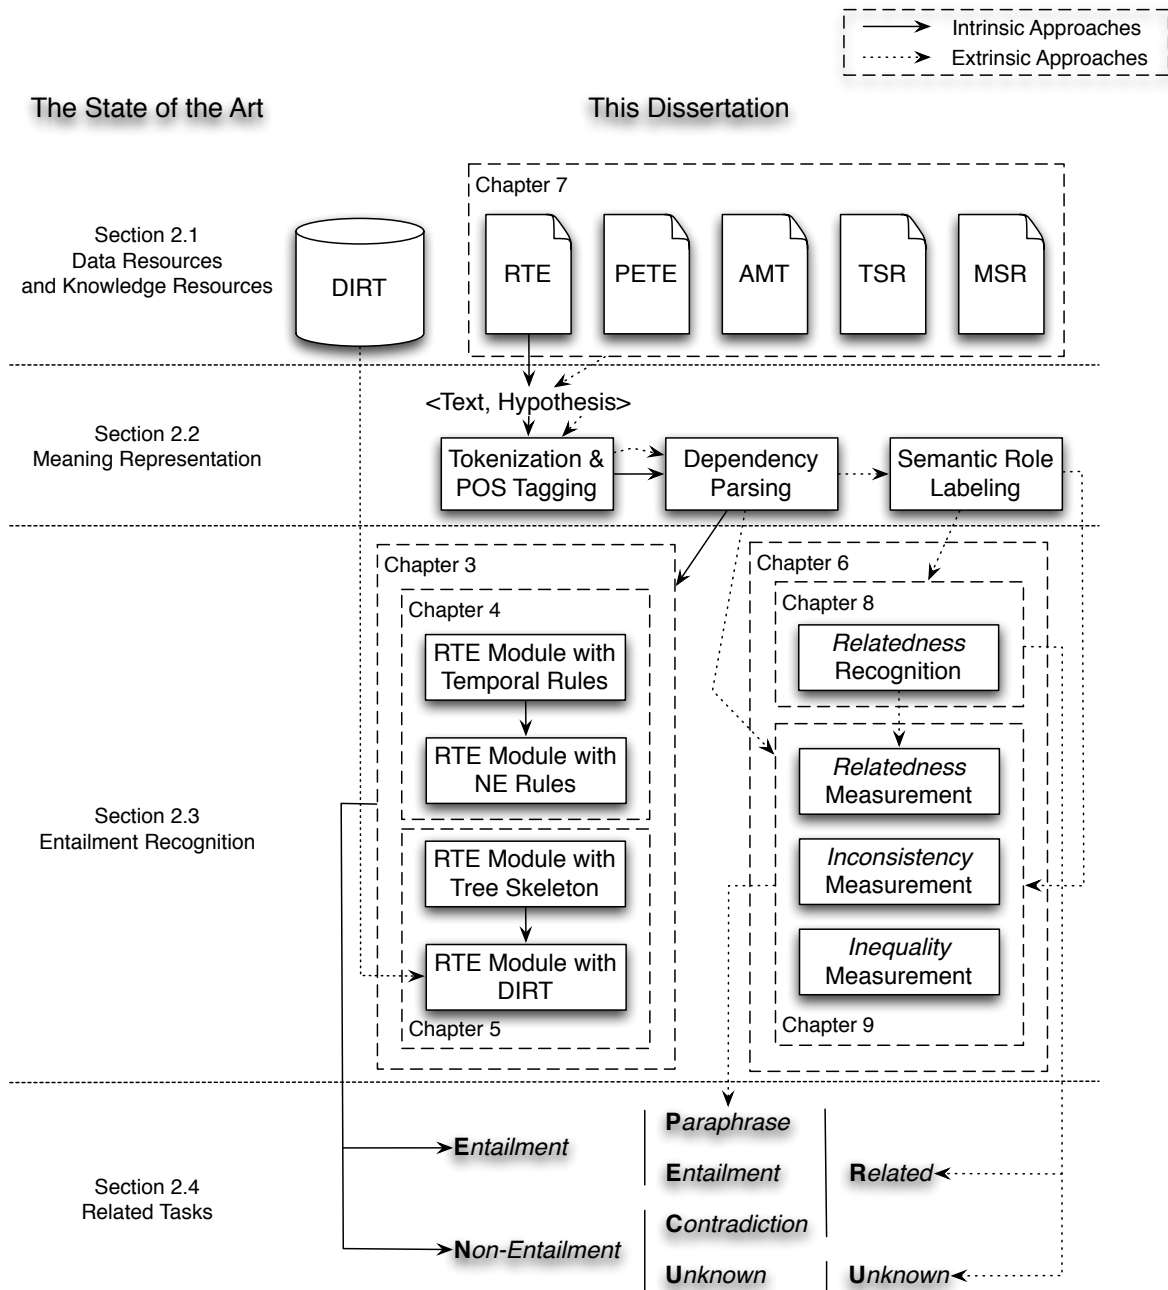 Intrinsic Approaches
Extrinsic Approaches
The State of the Art
This Dissertation
Chapter 7
Section 2.1
Data Resources
and Knowledge Resources
DIRT
RTE
PETE
AMT
TSR
MSR
<Text, Hypothesis>
Section 2.2
Meaning Representation
Tokenization &
POS Tagging
Dependency
Parsing
Semantic Role
Labeling
Chapter 3
Chapter 4
RTE Module with
Temporal Rules
RTE Module with
NE Rules
Section 2.3
Entailment Recognition
RTE Module with
Tree Skeleton
RTE Module with
DIRT
Chapter 5
Chapter 6
Chapter 8
Relatedness
Recognition
Relatedness
Measurement
Inconsistency
Measurement
Inequality
Measurement
Chapter 9
Section 2.4
Related Tasks
Entailment
Non-Entailment
Paraphrase
Entailment
Contradiction
Unknown
Related
Unknown